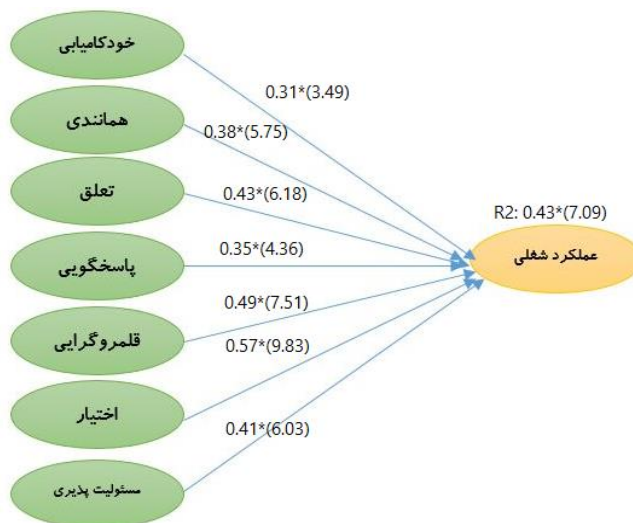 خودکامیابی
0.31*(3.49)
همانندی
0.38*(5.75)
تعلق
0.43*(6.18)
R2: 0.43*(7.09)
پاسخگویی
0.35*(4.36)
عملکرد شغلی
قلمروگرایی
0.49*(7.51)
اختیار
0.57*(9.83)
مسئولیت پذیری
0.41*(6.03)